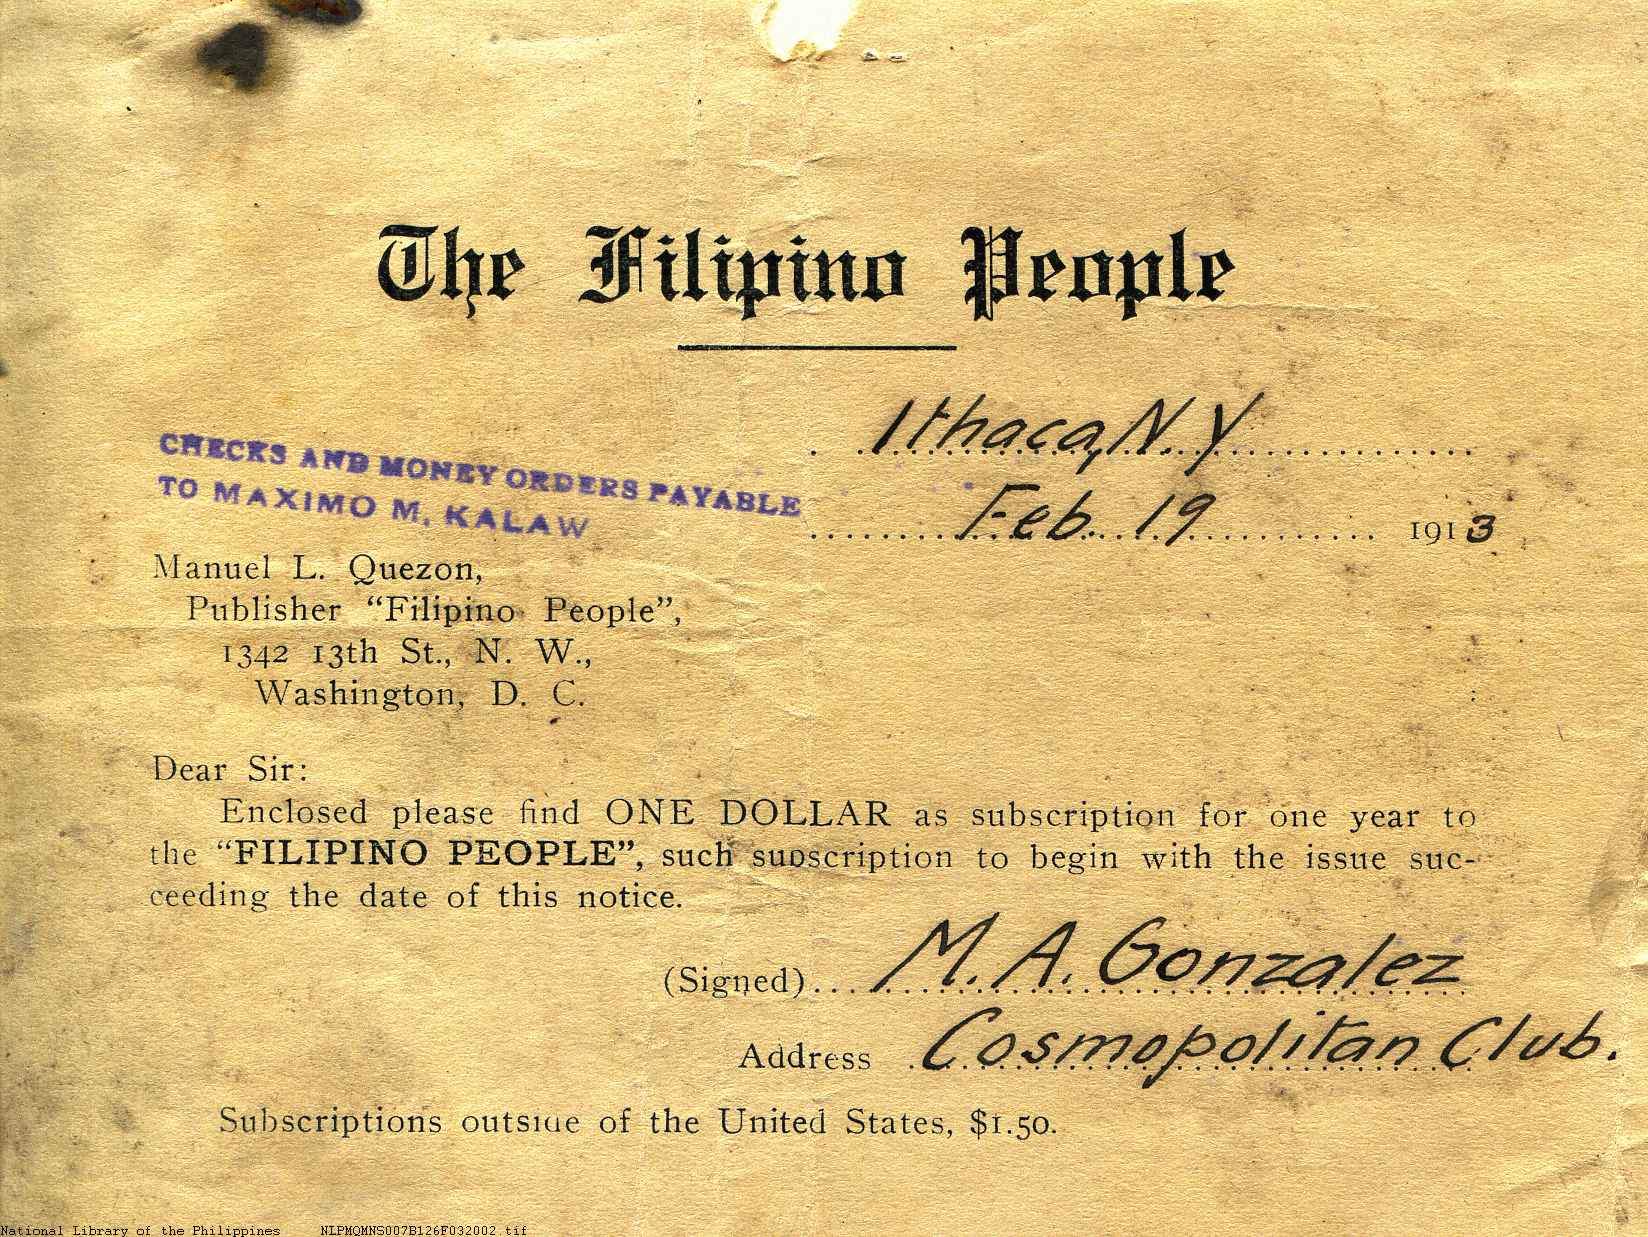 The Filipino People
Ithaca, N.Y
Feb. 19 1913
CHECKS AND MONEY ORDERS PAYABLE
TO MAXIMO M. KALAW
Manuel L. Quezon,
Publisher “Filipino People”,
1342 13th St., N. W.,
Washington, D. C.
Dear Sir:
Enclosed please find ONE DOLLAR as subscription for one year to
the “FILIPINO PEOPLE”, such subscription to begin with the issue suc-
ceeding the date of this notice.
(Signed) M. A. Gonzalez
Address Cosmopolitan Club.
Subscriptions outside of the United States, $1.50.
National Library of the Philippines NLPMQMNS007B126F032002.tif